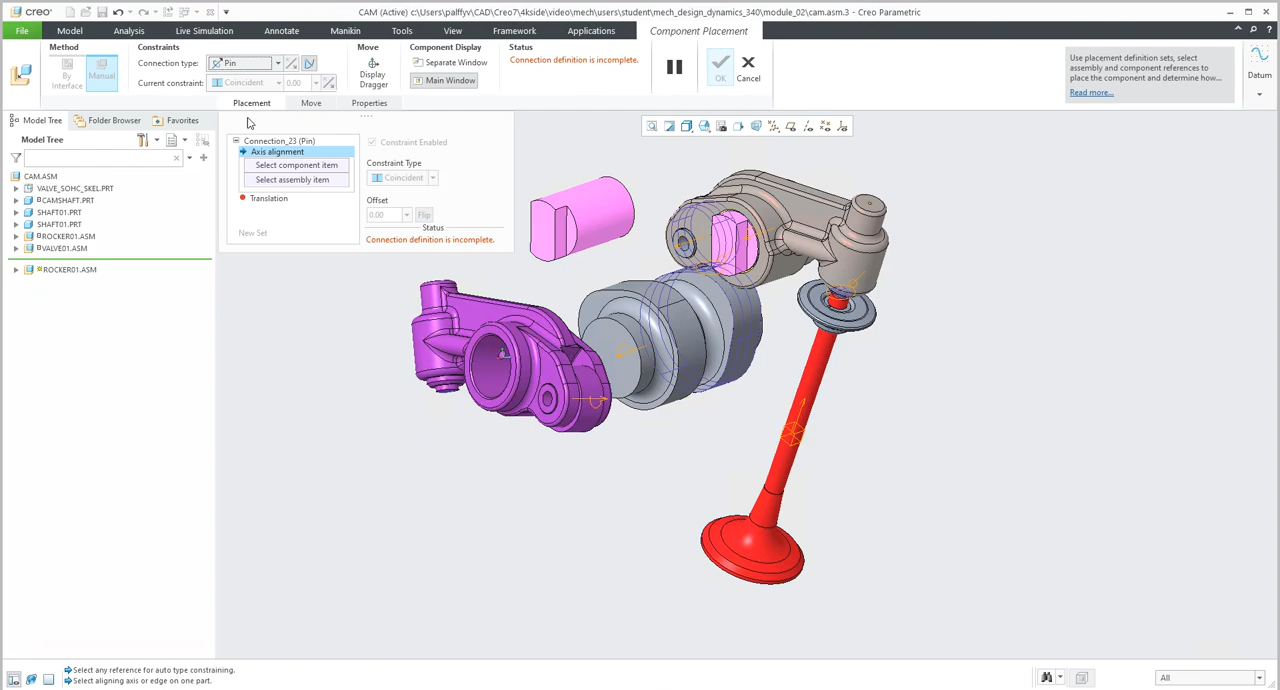 creo
CAM (Active) c:\Users\palffyv\CAD\Creo7\4kside\video\mech\users\student\mech_design_dynamics_340\module_02\cam.asm.3 - Creo Parametric
File Model Analysis Live Simulation Annotate Manikin Tools View Framework Applications Component Placement
Method Constraints Move Component Display Status
By Interface Manual
Connection type: Pin
Current constraint: Coincident 0.00
Display Dragger
Separate Window
Main Window
Connection definition is incomplete.
OK Cancel
Use placement definition sets, select
assembly and component references to
place the component and determine how...
Read more...
Datum
Placement Move Properties
Model Tree Folder Browser Favorites
Model Tree
CAM.ASM
VALVE_SOHC_SKEL.PRT
CAMSHAFT.PRT
SHAFT01.PRT
SHAFT01.PRT
ROCKER01.ASM
VALVE01.ASM
ROCKER01.ASM
Connection_23 (Pin)
Axis alignment
Select component item
Select assembly item
Translation
New Set
Constraint Enabled
Constraint Type
Coincident
Offset
0.00 Flip
Status
Connection definition is incomplete.
Select any reference for auto type constraining.
Select aligning axis or edge on one part.
All